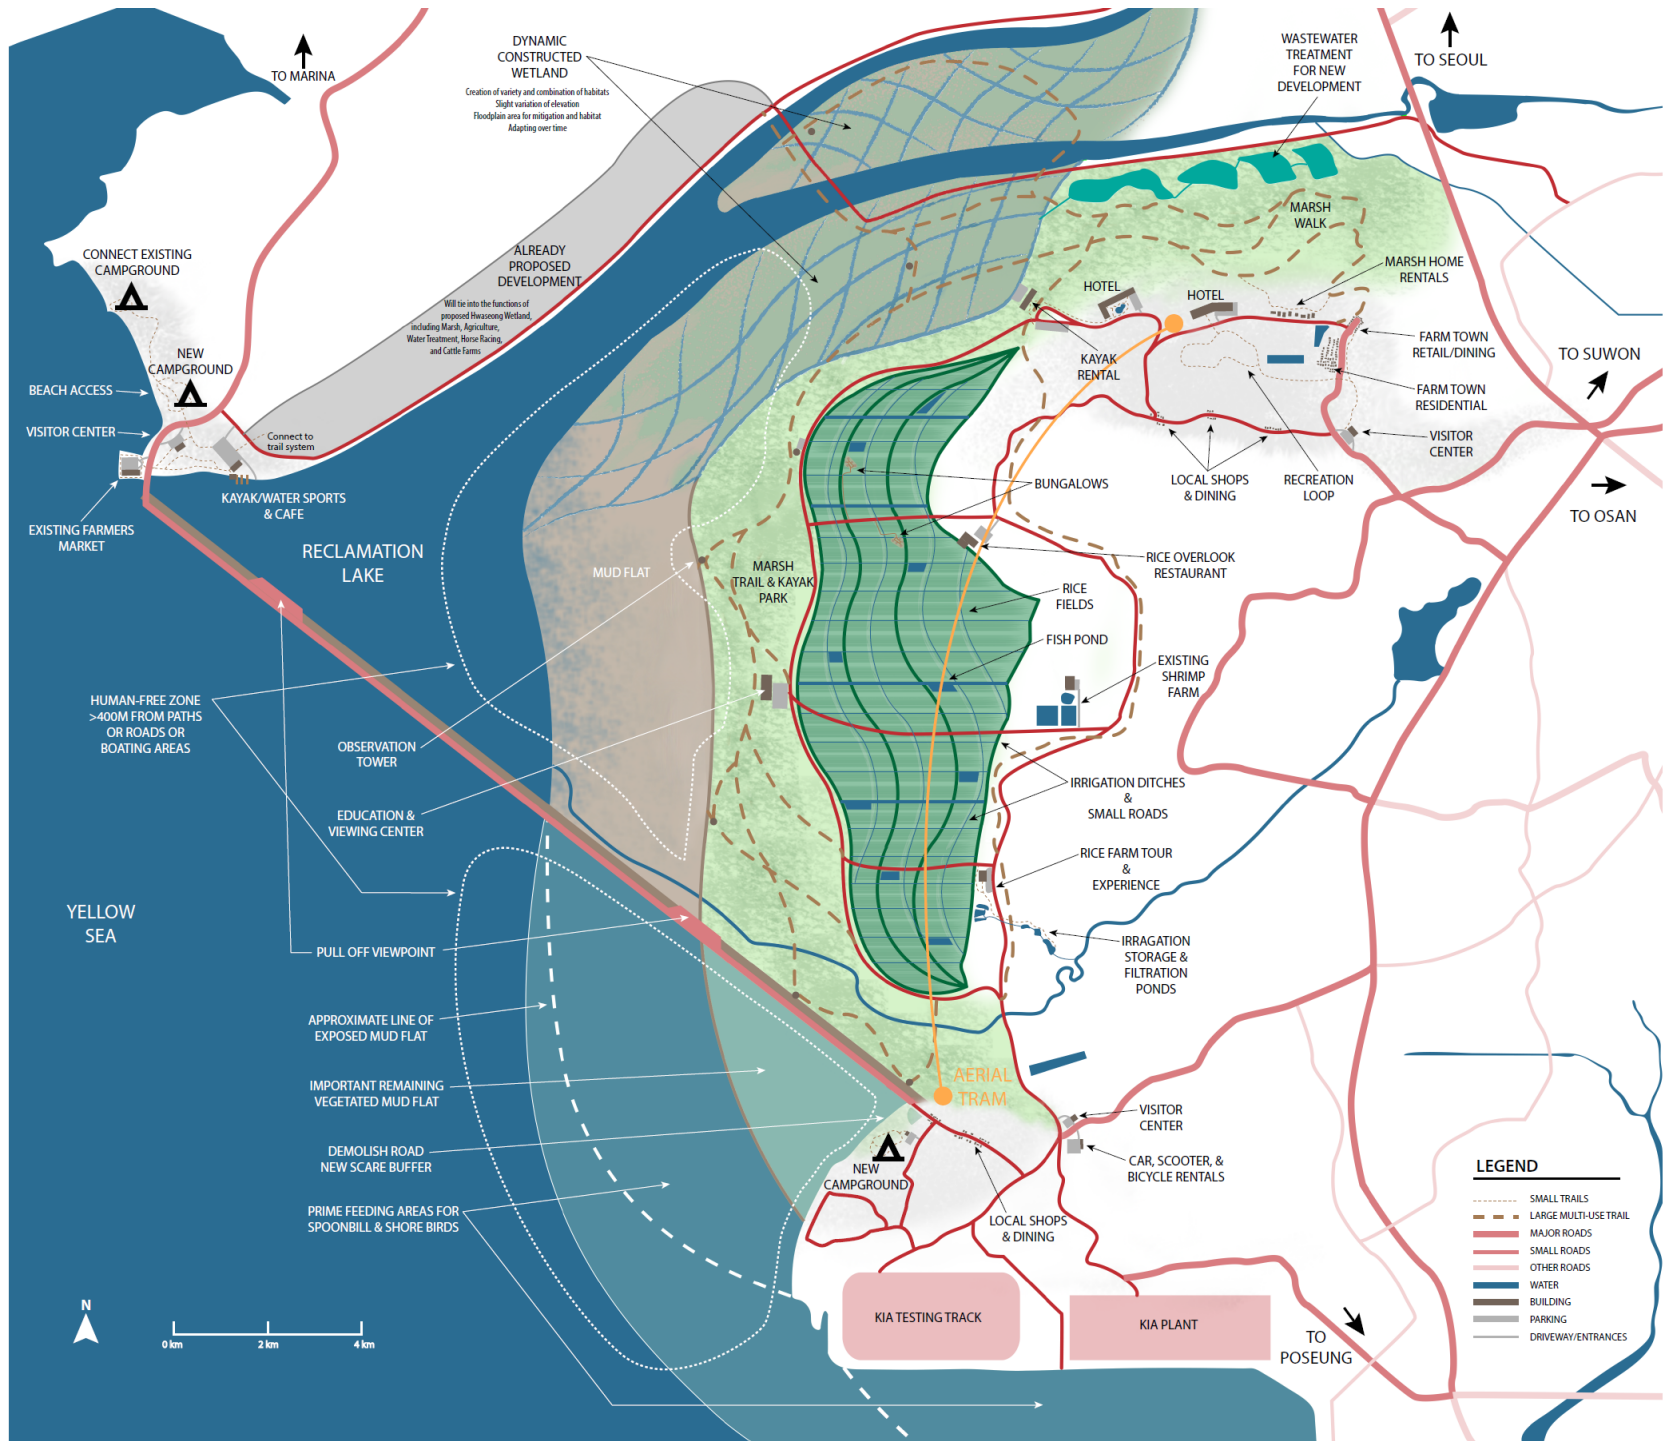 TO MARINA
DYNAMIC
CONSTRUCTED
WETLAND
Creation of variety and combination of habitats
Slight variation of elevation
Floodplain area for mitigation and habitat
Adapting over time
WASTEWATER
TREATMENT
FOR NEW
DEVELOPMENT
TO SEOUL
CONNECT EXISTING
CAMPGROUND
ALREADY
PROPOSED
DEVELOPMENT
Will tie into the functions of
proposed Hwaseong Wetland,
including Marsh, Agriculture,
Water Treatment, Horse Racing,
and Cattle Farms
MARSH
WALK
MARSH HOME
RENTALS
HOTEL
HOTEL
NEW
CAMPGROUND
BEACH ACCESS
VISITOR CENTER
Connect to
trail system
KAYAK
RENTAL
FARM TOWN
RETAIL/DINING
TO SUWON
FARM TOWN
RESIDENTIAL
VISITOR
CENTER
KAYAK/WATER SPORTS
& CAFE
EXISTING FARMERS
MARKET
BUNGALOWS
LOCAL SHOPS
& DINING
RECREATION
LOOP
TO OSAN
RECLAMATION
LAKE
MUD FLAT
MARSH
TRAIL & KAYAK
PARK
RICE OVERLOOK
RESTAURANT
RICE
FIELDS
FISH POND
EXISTING
SHRIMP
FARM
HUMAN-FREE ZONE
>400M FROM PATHS
OR ROADS OR
BOATING AREAS
OBSERVATION
TOWER
EDUCATION &
VIEWING CENTER
IRRIGATION DITCHES
&
SMALL ROADS
RICE FARM TOUR
&
EXPERIENCE
YELLOW
SEA
PULL OFF VIEWPOINT
IRRAGATION
STORAGE &
FILTRATION
PONDS
APPROXIMATE LINE OF
EXPOSED MUD FLAT
IMPORTANT REMAINING
VEGETATED MUD FLAT
AERIAL
TRAM
VISITOR
CENTER
DEMOLISH ROAD
NEW SCARE BUFFER
NEW
CAMPGROUND
CAR, SCOOTER, &
BICYCLE RENTALS
PRIME FEEDING AREAS FOR
SPOONBILL & SHORE BIRDS
LOCAL SHOPS
& DINING
KIA TESTING TRACK
KIA PLANT
TO
POSEUNG
N
0 km
2 km
4 km
LEGEND
SMALL TRAILS
LARGE MULTI-USE TRAIL
MAJOR ROADS
SMALL ROADS
OTHER ROADS
WATER
BUILDING
PARKING
DRIVEWAY/ENTRANCES